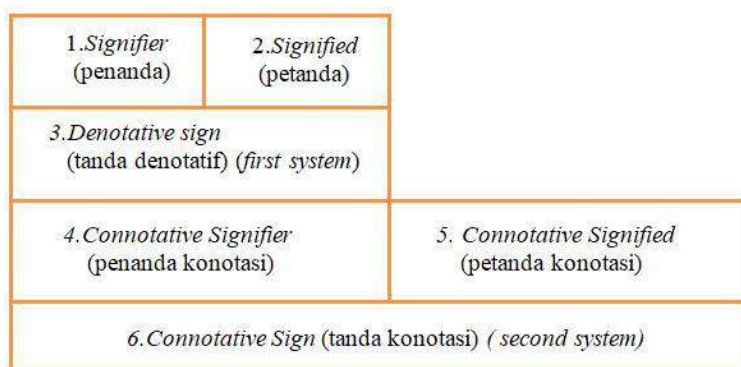 1.Signifier
(penanda)
2.Signified
(petanda)
3.Denotative sign
(tanda denotatif) (first system)
4.Connotative Signifier
(penanda konotasi)
5. Connotative Signified
(petanda konotasi)
6.Connotative Sign (tanda konotasi) ( second system)